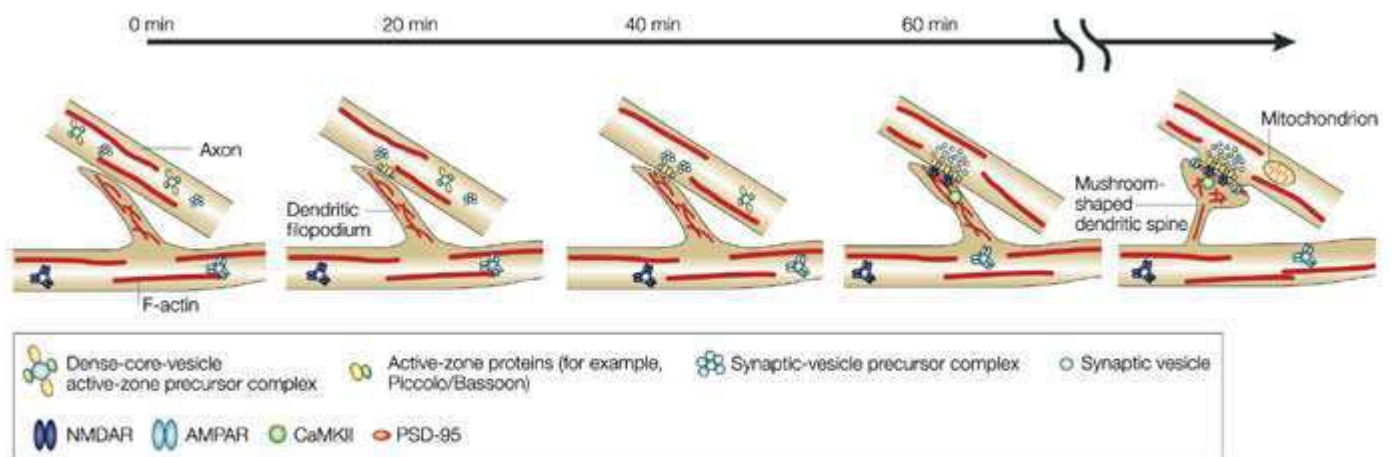 0 min
20 min
40 min
60 min
Axon
Mitochondrion
Dendritic
filopodium
Mushroom-
shaped
dendritic spine
F-actin
Dense-core-vesicle
active-zone precursor complex
Active-zone proteins (for example,
Piccolo/Bassoon)
Synaptic-vesicle precursor complex
Synaptic vesicle
NMDAR
AMPAR
CaMKII
PSD-95